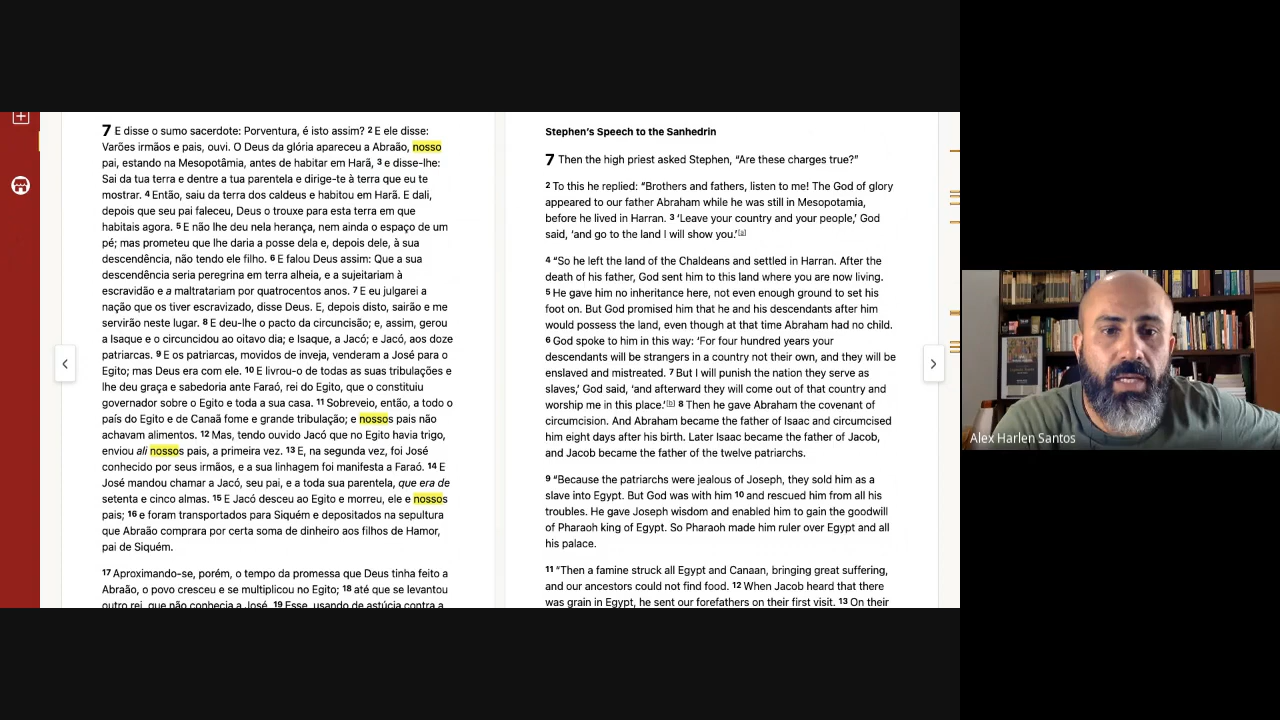 7 E disse o sumo sacerdote: Porventura, é isto assim? 2 E ele disse:
Varões irmãos e pais, ouvi. O Deus da glória apareceu a Abraão, nosso
pai, estando na Mesopotâmia, antes de habitar em Harã, 3 e disse-lhe:
Sai da tua terra e dentre a tua parentela e dirige-te à terra que eu te
mostrar. 4 Então, saiu da terra dos caldeus e habitou em Harã. E dali,
depois que seu pai faleceu, Deus o trouxe para esta terra em que
habitais agora. 5 E não lhe deu nela herança, nem ainda o espaço de um
pé; mas prometeu que lhe daria a posse dela e, depois dele, à sua
descendência, não tendo ele filho. 6 E falou Deus assim: Que a sua
descendência seria peregrina em terra alheia, e a sujeitariam à
escravidão e a maltratariam por quatrocentos anos. 7 E eu julgarei a
nação que os tiver escravizado, disse Deus. E, depois disto, sairão e me
servirão neste lugar. 8 E deu-lhe o pacto da circuncisão; e, assim, gerou
a Isaque e o circuncidou ao oitavo dia; e Isaque, a Jacó; e Jacó, aos doze
patriarcas. 9 E os patriarcas, movidos de inveja, venderam a José para o
Egito; mas Deus era com ele. 10 E livrou-o de todas as suas tribulações e
lhe deu graça e sabedoria ante Faraó, rei do Egito, que o constituiu
governador sobre o Egito e toda a sua casa. 11 Sobreveio, então, a todo o
país do Egito e de Canaã fome e grande tribulação; e nossos pais não
achavam alimentos. 12 Mas, tendo ouvido Jacó que no Egito havia trigo,
enviou ali nossos pais, a primeira vez. 13 E, na segunda vez, foi José
conhecido por seus irmãos, e a sua linhagem foi manifesta a Faraó. 14 E
José mandou chamar a Jacó, seu pai, e a toda sua parentela, que era de
setenta e cinco almas. 15 E Jacó desceu ao Egito e morreu, ele e nossos
pais; 16 e foram transportados para Siquém e depositados na sepultura
que Abraão comprara por certa soma de dinheiro aos filhos de Hamor,
pai de Siquém.
17 Aproximando-se, porém, o tempo da promessa que Deus tinha feito a
Abraão, o povo cresceu e se multiplicou no Egito; 18 até que se levantou
outro rei, que não conhecia a José. 19 Esse, usando de astúcia contra a
Stephen's Speech to the Sanhedrin
7 Then the high priest asked Stephen, “Are these charges true?”
2 To this he replied: “Brothers and fathers, listen to me! The God of glory
appeared to our father Abraham while he was still in Mesopotamia,
before he lived in Harran. 3 ‘Leave your country and your people,’ God
said, ‘and go to the land I will show you.’[a]
4 “So he left the land of the Chaldeans and settled in Harran. After the
death of his father, God sent him to this land where you are now living.
5 He gave him no inheritance here, not even enough ground to set his
foot on. But God promised him that he and his descendants after him
would possess the land, even though at that time Abraham had no child.
6 God spoke to him in this way: ‘For four hundred years your
descendants will be strangers in a country not their own, and they will be
enslaved and mistreated. 7 But I will punish the nation they serve as
slaves,’ God said, ‘and afterward they will come out of that country and
worship me in this place.’[b] 8 Then he gave Abraham the covenant of
circumcision. And Abraham became the father of Isaac and circumcised
him eight days after his birth. Later Isaac became the father of Jacob,
and Jacob became the father of the twelve patriarchs.
9 “Because the patriarchs were jealous of Joseph, they sold him as a
slave into Egypt. But God was with him 10 and rescued him from all his
troubles. He gave Joseph wisdom and enabled him to gain the goodwill
of Pharaoh king of Egypt. So Pharaoh made him ruler over Egypt and all
his palace.
11 “Then a famine struck all Egypt and Canaan, bringing great suffering,
and our ancestors could not find food. 12 When Jacob heard that there
was grain in Egypt, he sent our forefathers on their first visit. 13 On their
Alex Harlen Santos